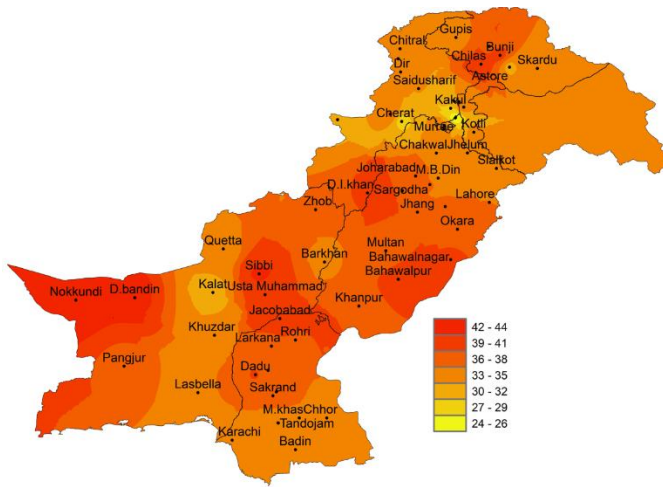 Gupis
Chitral
Bunji
Chilas
Skardu
Dir
Astore
Saidusharif
Kakul
Cherat
Murree
Kotli
Chakwal
Jhelum
Sialkot
Joharabad
M.B.Din
D.I.khan
Sargodha
Zhob
Jhang
Lahore
Okara
Quetta
Barkhan
Multan
Bahawalnagar
Sibbi
Bahawalpur
Nokkundi
D.bandin
Kalat
Usta Muhammad
Khanpur
Jacobabad
Khuzdar
Larkana
Rohri
Pangjur
Dadu
Lasbella
Sakrand
M.khas
Chhor
Tandojam
Karachi
Badin
42 - 44
39 - 41
36 - 38
33 - 35
30 - 32
27 - 29
24 - 26